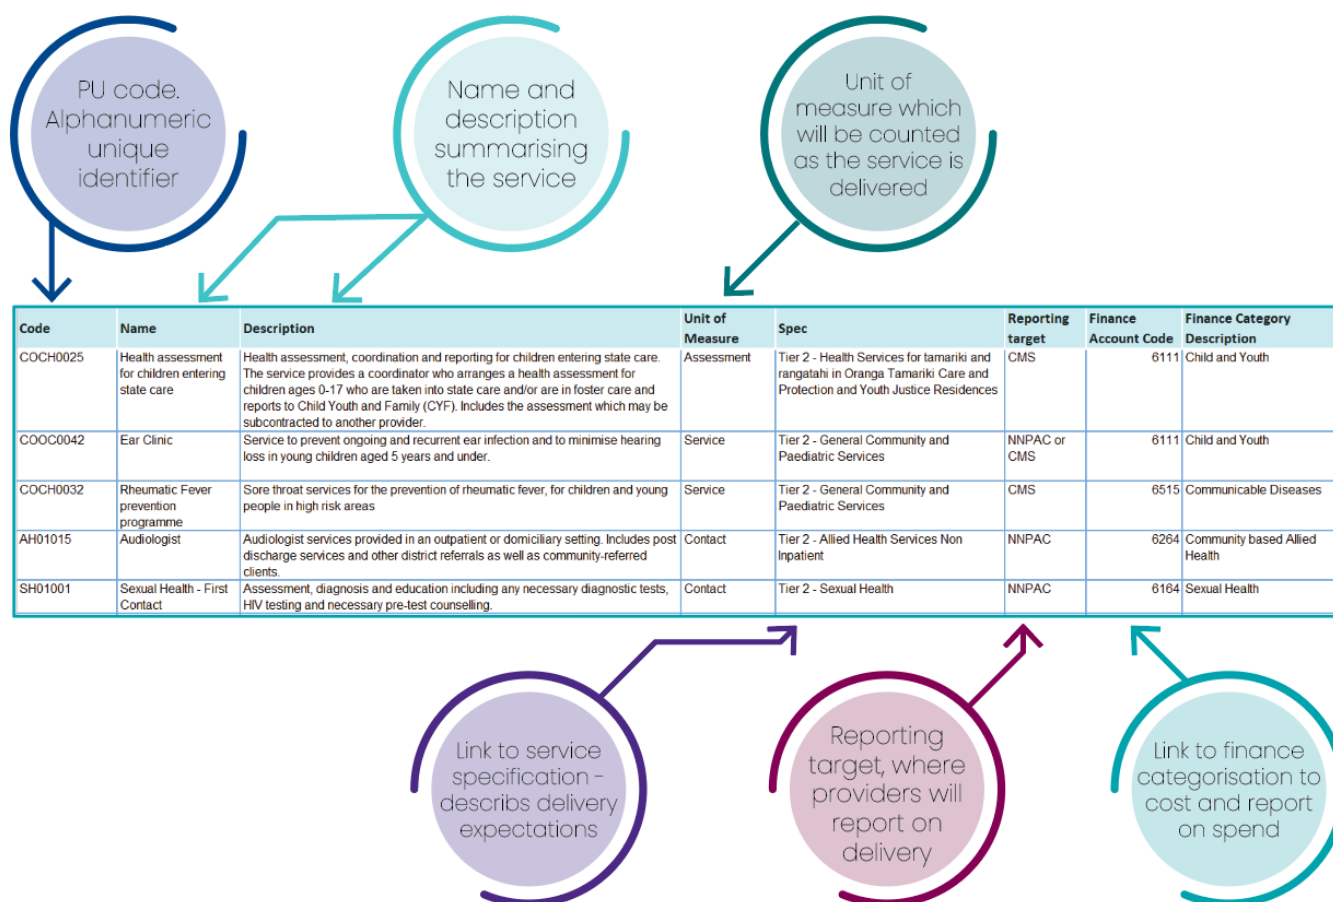 PU code.
Alphanumeric
unique
identifier
Name and
description
summarising
the service
Unit of
measure which
will be counted
as the service is
delivered
Code
Name
Description
Unit of
Measure
Spec
Reporting
target
Finance
Account Code
Finance Category
Description
COCH0025
Health assessment
for children entering
state care
Health assessment, coordination and reporting for children entering state care.
The service provides a coordinator who arranges a health assessment for
children ages 0-17 who are taken into state care and/or are in foster care and
reports to Child Youth and Family (CYF). Includes the assessment which may be
subcontracted to another provider.
Assessment
Tier 2 - Health Services for tamariki and
rangatahi in Oranga Tamariki Care and
Protection and Youth Justice Residences
CMS
6111
Child and Youth
COOC0042
Ear Clinic
Service to prevent ongoing and recurrent ear infection and to minimise hearing
loss in young children aged 5 years and under.
Service
Tier 2 - General Community and
Paediatric Services
NNPAC or
CMS
6111
Child and Youth
COCH0032
Rheumatic Fever
prevention
programme
Sore throat services for the prevention of rheumatic fever, for children and young
people in high risk areas
Service
Tier 2 - General Community and
Paediatric Services
CMS
6515
Communicable Diseases
AH01015
Audiologist
Audiologist services provided in an outpatient or domiciliary setting. Includes post
discharge services and other district referrals as well as community-referred
clients.
Contact
Tier 2 - Allied Health Services Non
Inpatient
NNPAC
6264
Community based Allied
Health
SH01001
Sexual Health - First
Contact
Assessment, diagnosis and education including any necessary diagnostic tests,
HIV testing and necessary pre-test counselling.
Contact
Tier 2 - Sexual Health
NNPAC
6164
Sexual Health
Link to service
specification -
describs delivery
expectations
Reporting
target, where
providers will
report on
delivery
Link to finance
categorisation to
cost and report
on spend